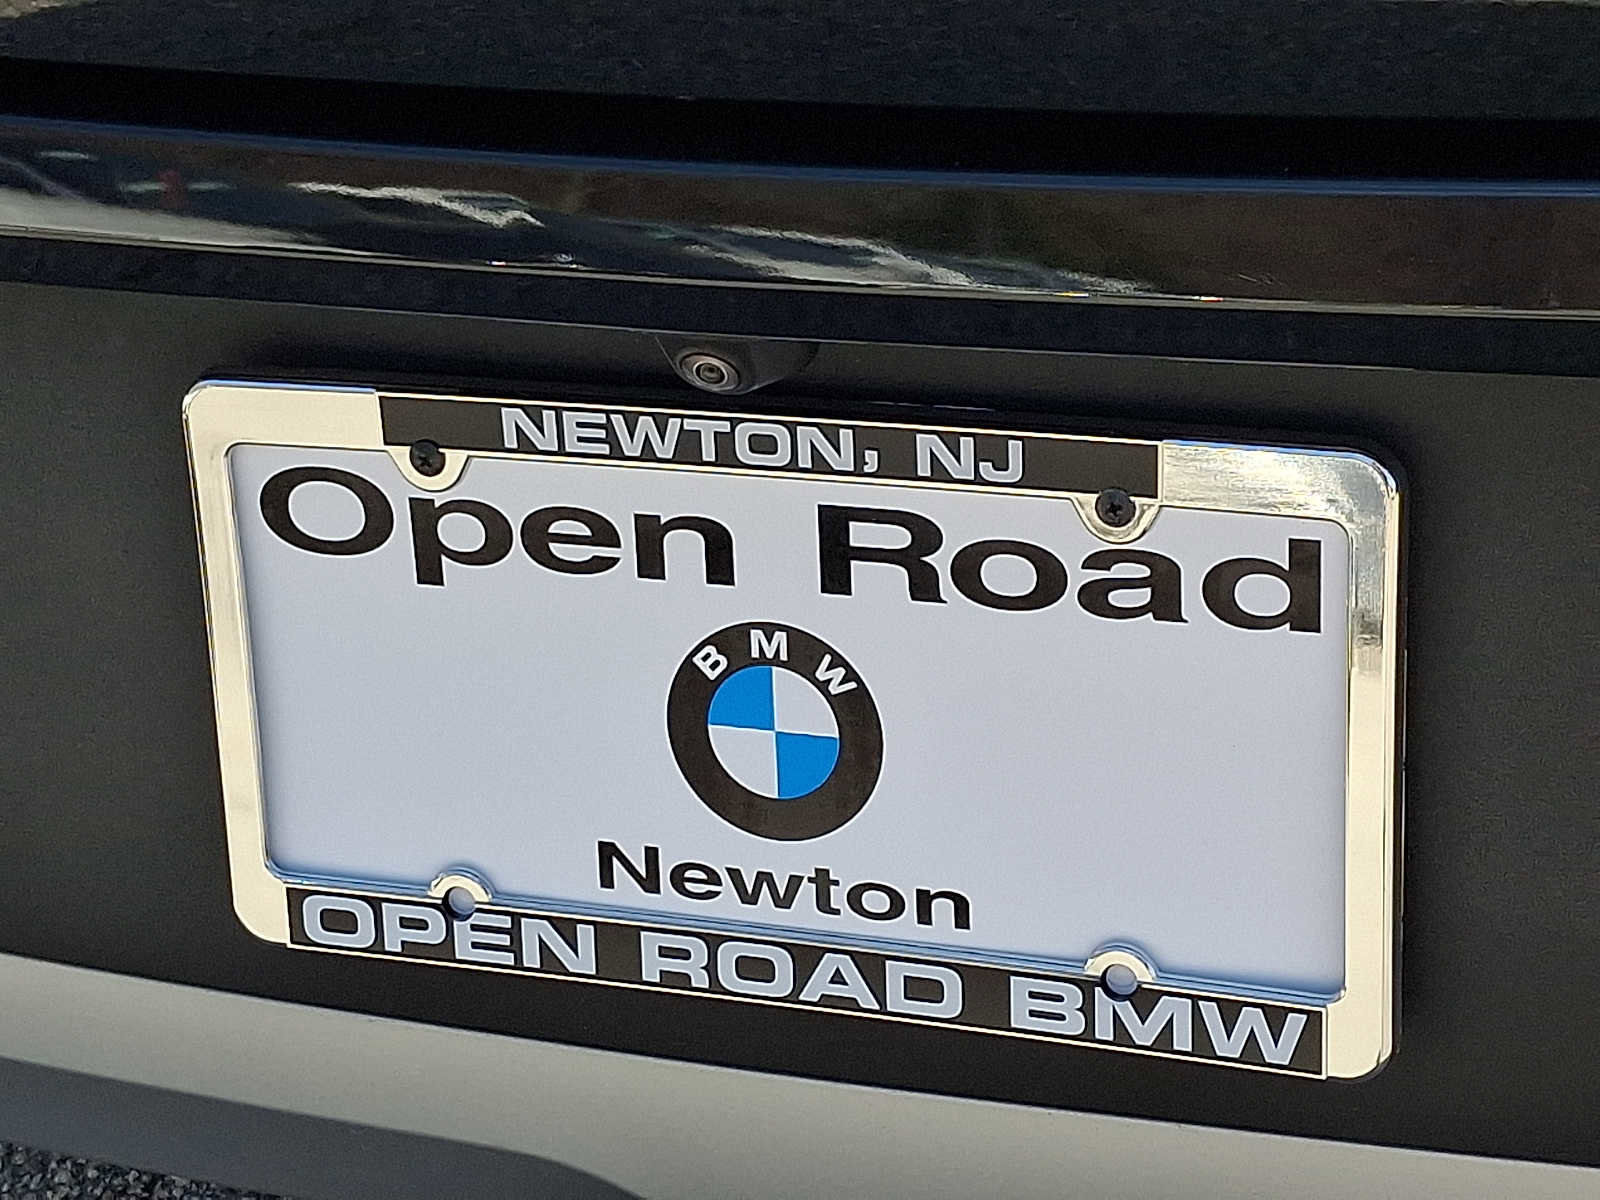 NEWTON, NJ
Open Road
BMW
Newton
OPEN ROAD BMW